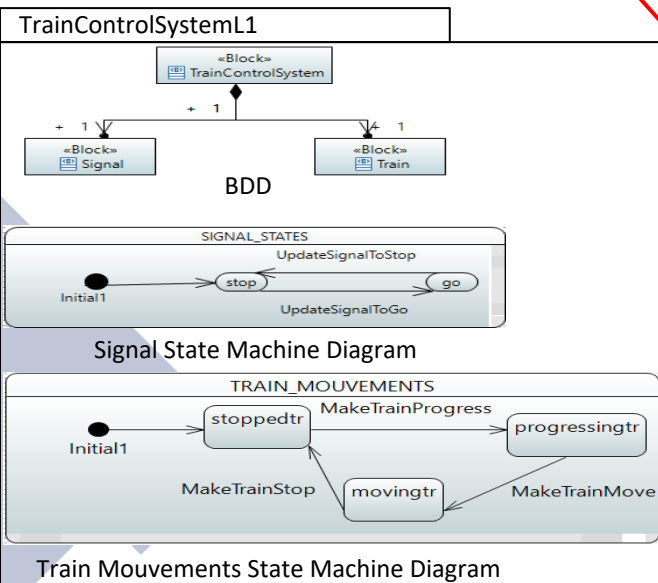 TrainControlSystemL1
«Block»
TrainControlSystem
+ 1
+ 1
+ 1
«Block»
Signal
«Block»
Train
BDD
SIGNAL_STATES
UpdateSignalToStop
stop
go
Initial1
UpdateSignalToGo
Signal State Machine Diagram
TRAIN_MOUVEMENTS
MakeTrainProgress
stoppedtr
progressingtr
Initial1
MakeTrainStop
movingtr
MakeTrainMove
Train Mouvements State Machine Diagram